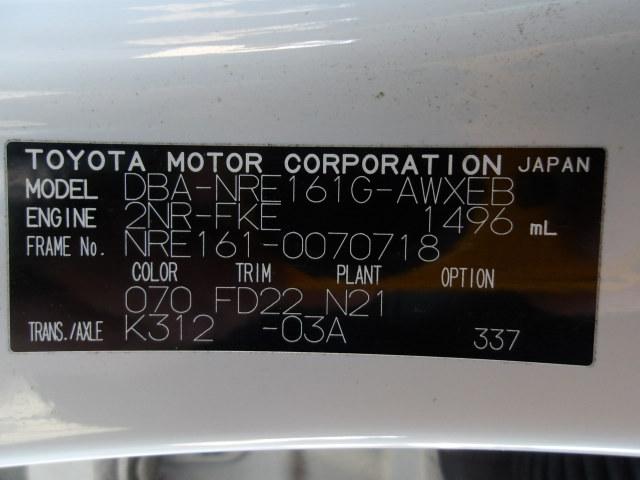 TOYOTA MOTOR CORPORATION JAPAN
MODEL DBA-NRE161G-AWXEB
ENGINE 2NR-FKE 1496 mL
FRAME No. NRE161-0070718
COLOR TRIM PLANT OPTION
070 FD22 N21
TRANS./AXLE K312 -03A 337